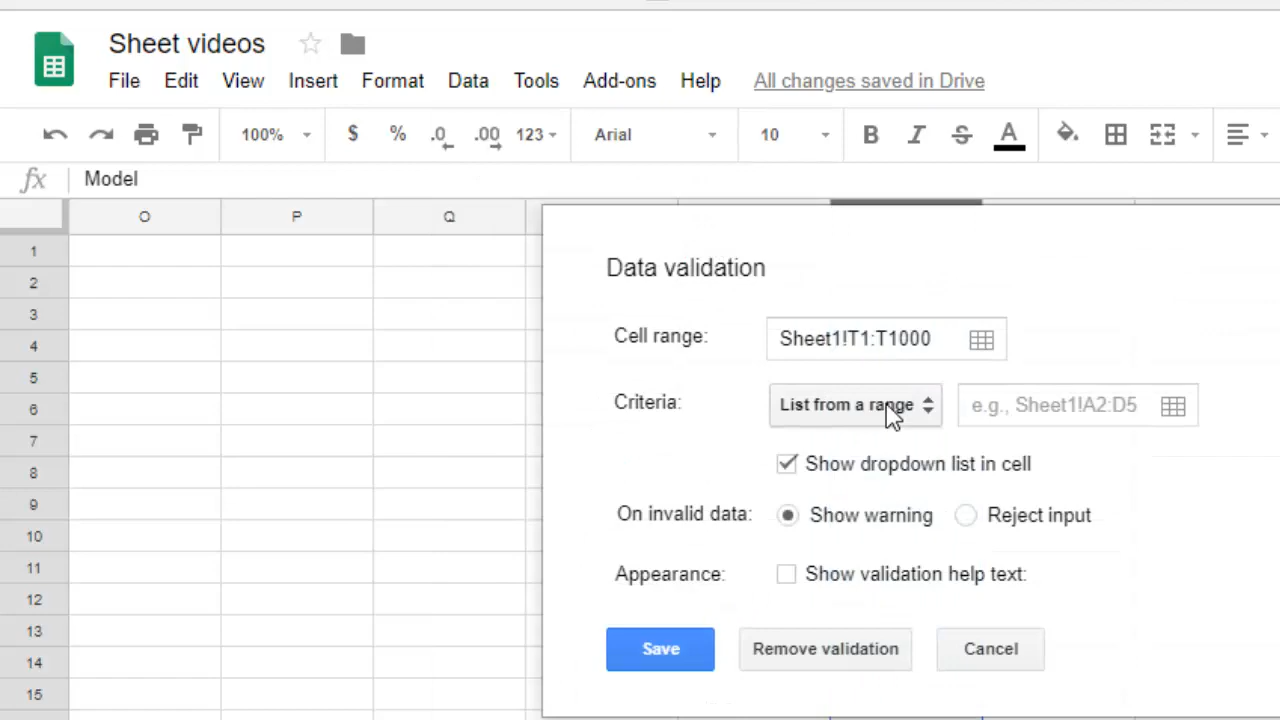 Sheet videos
File Edit View Insert Format Data Tools Add-ons Help All changes saved in Drive
100% $ % .0 .00 123 Arial 10 B I S A
fx Model
O P Q
1
2
3
4
5
6
7
8
9
10
11
12
13
14
15
Data validation
Cell range: Sheet1!T1:T1000
Criteria: List from a range e.g., Sheet1!A2:D5
Show dropdown list in cell
On invalid data: Show warning Reject input
Appearance: Show validation help text:
Save Remove validation Cancel